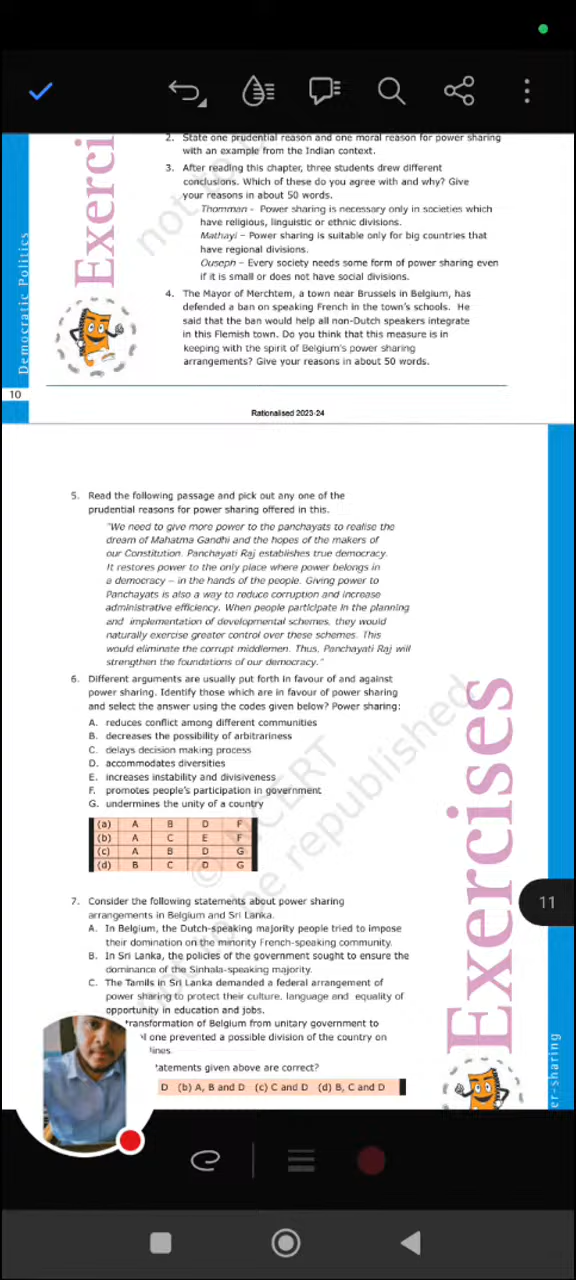 2. State one prudential reason and one moral reason for power sharing
with an example from the Indian context.
3. After reading this chapter, three students drew different
conclusions. Which of these do you agree with and why? Give
your reasons in about 50 words.
Thomman - Power sharing is necessary only in societies which
have religious, linguistic or ethnic divisions.
Mathayi – Power sharing is suitable only for big countries that
have regional divisions.
Ouseph – Every society needs some form of power sharing even
if it is small or does not have social divisions.
4. The Mayor of Merchtem, a town near Brussels in Belgium, has
defended a ban on speaking French in the town's schools. He
said that the ban would help all non-Dutch speakers integrate
in this Flemish town. Do you think that this measure is in
keeping with the spirit of Belgium's power sharing
arrangements? Give your reasons in about 50 words.
Exerci
Democratic Politics
10
Rationalised 2023-24
5. Read the following passage and pick out any one of the
prudential reasons for power sharing offered in this.
"We need to give more power to the panchayats to realise the
dream of Mahatma Gandhi and the hopes of the makers of
our Constitution. Panchayati Raj establishes true democracy.
It restores power to the only place where power belongs in
a democracy – in the hands of the people. Giving power to
Panchayats is also a way to reduce corruption and increase
administrative efficiency. When people participate in the planning
and implementation of developmental schemes, they would
naturally exercise greater control over these schemes. This
would eliminate the corrupt middlemen. Thus, Panchayati Raj will
strengthen the foundations of our democracy."
6. Different arguments are usually put forth in favour of and against
power sharing. Identify those which are in favour of power sharing
and select the answer using the codes given below? Power sharing:
A. reduces conflict among different communities
B. decreases the possibility of arbitrariness
C. delays decision making process
D. accommodates diversities
E. increases instability and divisiveness
F. promotes people's participation in government
G. undermines the unity of a country
(a) A B D F
(b) A C E F
(c) A B D G
(d) B C D G
7. Consider the following statements about power sharing
arrangements in Belgium and Sri Lanka.
A. In Belgium, the Dutch-speaking majority people tried to impose
their domination on the minority French-speaking community.
B. In Sri Lanka, the policies of the government sought to ensure the
dominance of the Sinhala-speaking majority.
C. The Tamils in Sri Lanka demanded a federal arrangement of
power sharing to protect their culture, language and equality of
opportunity in education and jobs.
transformation of Belgium from unitary government to
l one prevented a possible division of the country on
lines
tatements given above are correct?
D (b) A, B and D (c) C and D (d) B, C and D
Exercises
11
er-sharing
not to
© NCERT
not to be republished